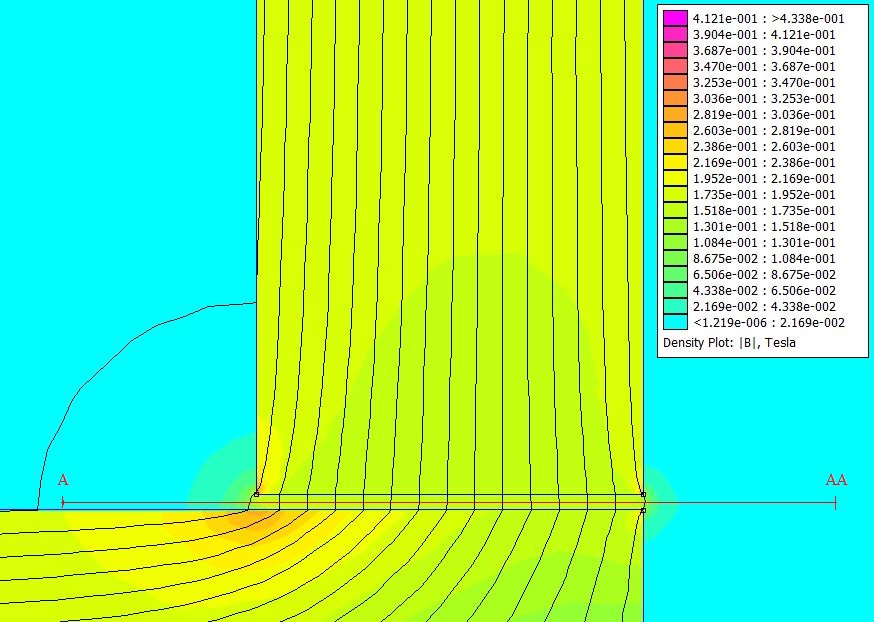 4.121e-001 : >4.338e-001
3.904e-001 : 4.121e-001
3.687e-001 : 3.904e-001
3.470e-001 : 3.687e-001
3.253e-001 : 3.470e-001
3.036e-001 : 3.253e-001
2.819e-001 : 3.036e-001
2.603e-001 : 2.819e-001
2.386e-001 : 2.603e-001
2.169e-001 : 2.386e-001
1.952e-001 : 2.169e-001
1.735e-001 : 1.952e-001
1.518e-001 : 1.735e-001
1.301e-001 : 1.518e-001
1.084e-001 : 1.301e-001
8.675e-002 : 1.084e-001
6.506e-002 : 8.675e-002
4.338e-002 : 6.506e-002
2.169e-002 : 4.338e-002
<1.219e-006 : 2.169e-002
Density Plot: |B|, Tesla
A
AA